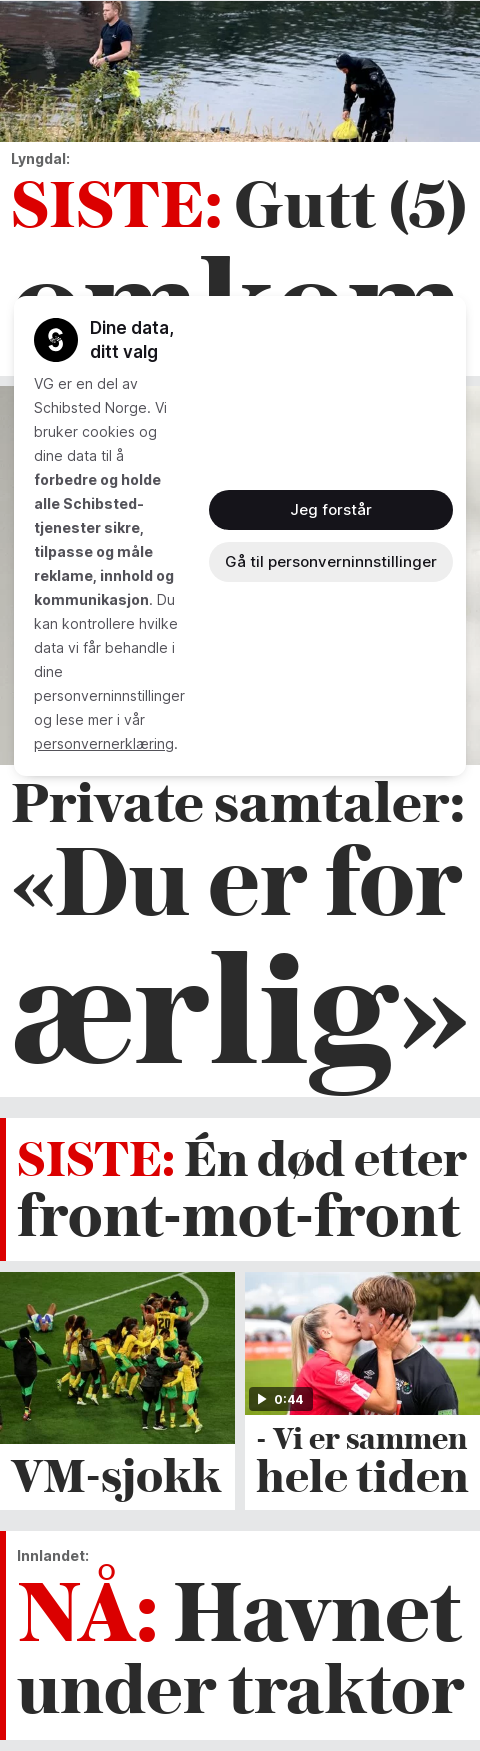 Lyngdal:
SISTE: Gutt (5)
omkom
Dine data,
ditt valg
VG er en del av
Schibsted Norge. Vi
bruker cookies og
dine data til å
forbedre og holde
alle Schibsted-
tjenester sikre,
tilpasse og måle
reklame, innhold og
kommunikasjon. Du
kan kontrollere hvilke
data vi får behandle i
dine
personverninnstillinger
og lese mer i vår
personvernerklæring.
Jeg forstår
Gå til personverninnstillinger
Private samtaler:
«Du er for
ærlig»
SISTE: Én død etter
front-mot-front
0:44
VM-sjokk
- Vi er sammen
hele tiden
Innlandet:
NÅ: Havnet
under traktor